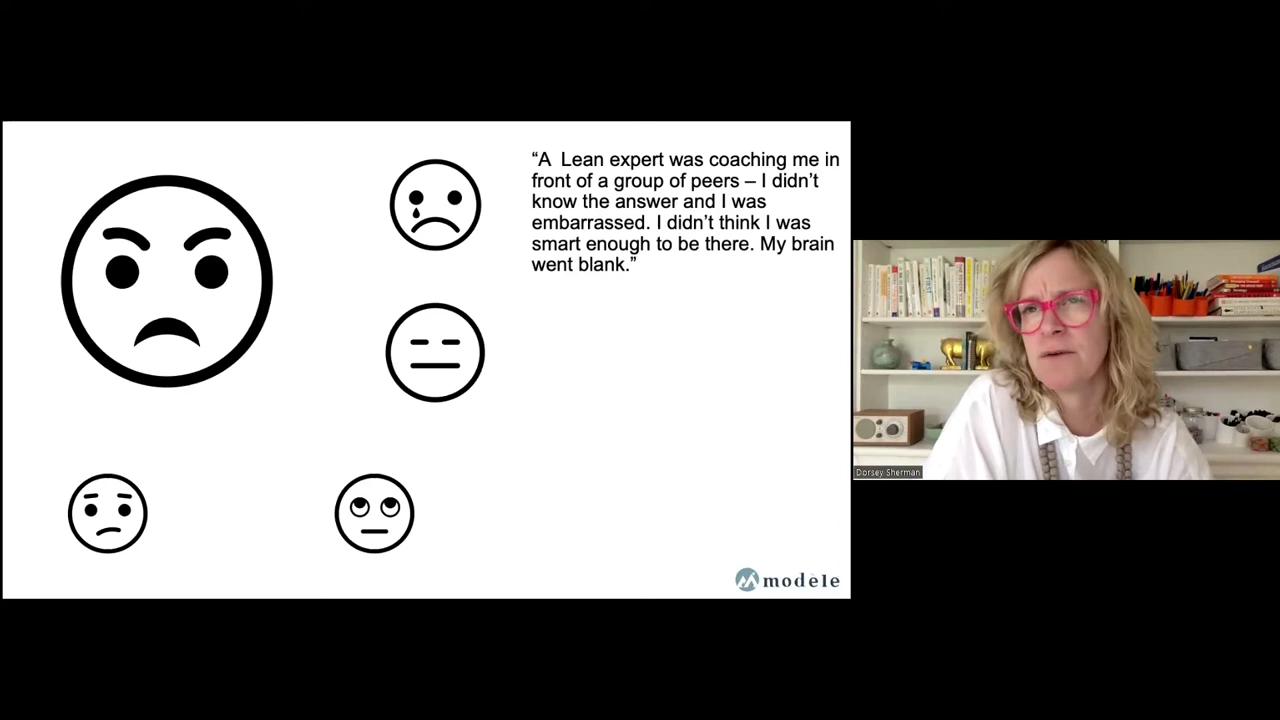 “A  Lean expert was coaching me in
front of a group of peers – I didn’t
know the answer and I was
embarrassed. I didn’t think I was
smart enough to be there. My brain
went blank.”
Dorsey Sherman
modèle